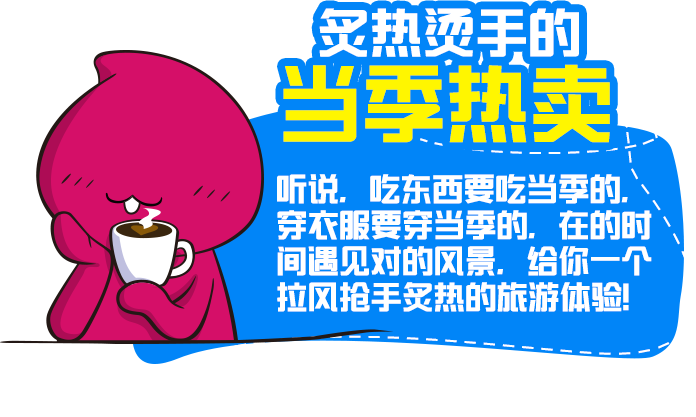 炙热烫手的
当季热卖
听说，吃东西要吃当季的，
穿衣服要穿当季的，在的时
间遇见对的风景，给你一个
拉风抢手炙热的旅游体验！